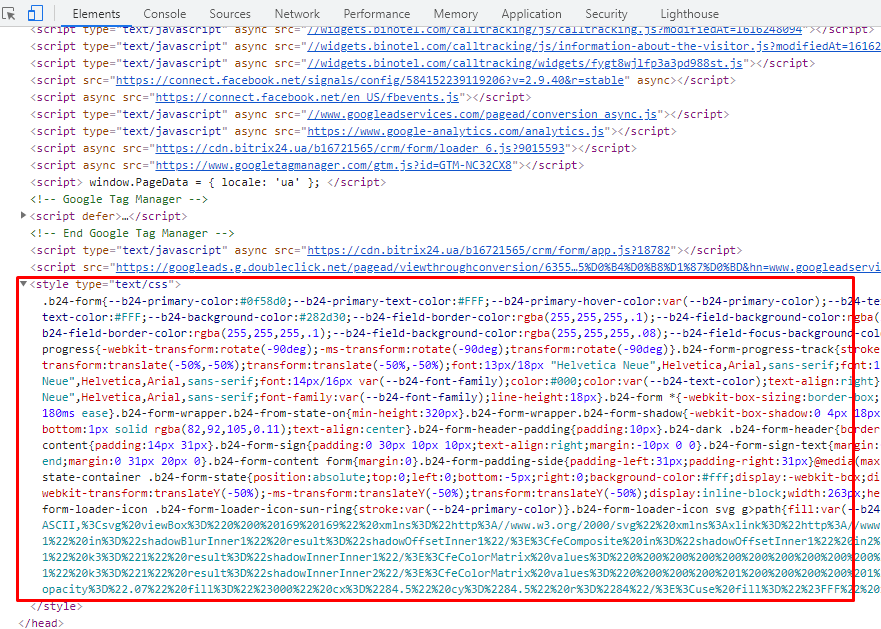 Elements Console Sources Network Performance Memory Application Security Lighthouse
<script type="text/javascript" async src="//widgets.binotel.com/calltracking/js/calltracking.js?modifiedAt=1616248094"></script>
<script type="text/javascript" async src="//widgets.binotel.com/calltracking/js/information-about-the-visitor.js?modifiedAt=16162
<script type="text/javascript" async src="//widgets.binotel.com/calltracking/widgets/fygt8wjlfp3a3pd988st.js"></script>
<script src="https://connect.facebook.net/signals/config/584152239119206?v=2.9.40&r=stable" async></script>
<script async src="https://connect.facebook.net/en_US/fbevents.js"></script>
<script type="text/javascript" async src="//www.googleadservices.com/pagead/conversion_async.js"></script>
<script type="text/javascript" async src="https://www.google-analytics.com/analytics.js"></script>
<script async src="https://cdn.bitrix24.ua/b16721565/crm/form/loader_6.js?9015593"></script>
<script async src="https://www.googletagmanager.com/gtm.js?id=GTM-NC32CX8"></script>
<script> window.PageData = { locale: 'ua' }; </script>
<!-- Google Tag Manager -->
<script defer>…</script>
<!-- End Google Tag Manager -->
<script type="text/javascript" async src="https://cdn.bitrix24.ua/b16721565/crm/form/app.js?18782"></script>
<script src="https://googleads.g.doubleclick.net/pagead/viewthroughconversion/6355…5%D0%B4%D0%B8%D1%87%D0%BD&hn=www.googleadservi
<style type="text/css">
.b24-form{--b24-primary-color:#0f58d0;--b24-primary-text-color:#FFF;--b24-primary-hover-color:var(--b24-primary-color);--b24-
text-color:#FFF;--b24-background-color:#282d30;--b24-field-border-color:rgba(255,255,255,.1);--b24-field-background-color:rgba(
b24-field-border-color:rgba(255,255,255,.1);--b24-field-background-color:rgba(255,255,255,.08);--b24-field-focus-background-col
progress{-webkit-transform:rotate(-90deg);-ms-transform:rotate(-90deg);transform:rotate(-90deg)}.b24-form-progress-track{stroke
transform:translate(-50%,-50%);transform:translate(-50%,-50%);font:13px/18px "Helvetica Neue",Helvetica,Arial,sans-serif;font:1
Neue",Helvetica,Arial,sans-serif;font:14px/16px var(--b24-font-family);color:#000;color:var(--b24-text-color);text-align:right}
Neue",Helvetica,Arial,sans-serif;font-family:var(--b24-font-family);line-height:18px}.b24-form *{-webkit-box-sizing:border-box;
180ms ease}.b24-form-wrapper.b24-from-state-on{min-height:320px}.b24-form-wrapper.b24-form-shadow{-webkit-box-shadow:0 4px 18px
bottom:1px solid rgba(82,92,105,0.11);text-align:center}.b24-form-header-padding{padding:10px}.b24-dark .b24-form-header{border
content{padding:14px 31px}.b24-form-sign{padding:0 30px 10px 10px;text-align:right;margin:-10px 0 0}.b24-form-sign-text{margin-
end;margin:0 31px 20px 0}.b24-form-content form{margin:0}.b24-form-padding-side{padding-left:31px;padding-right:31px}@media(max
state-container .b24-form-state{position:absolute;top:0;left:0;bottom:-5px;right:0;background-color:#fff;display:-webkit-box;di
webkit-transform:translateY(-50%);-ms-transform:translateY(-50%);transform:translateY(-50%);display:inline-block;width:263px;he
form-loader-icon .b24-form-loader-icon-sun-ring{stroke:var(--b24-primary-color)}.b24-form-loader-icon svg g>path{fill:var(--b24
ASCII,%3Csvg%20viewBox%3D%220%200%20169%20169%22%20xmlns%3D%22http%3A//www.w3.org/2000/svg%22%20xmlns%3Axlink%3D%22http%3A//www
1%22%20in%3D%22shadowBlurInner1%22%20result%3D%22shadowOffsetInner1%22/%3E%3CfeComposite%20in%3D%22shadowOffsetInner1%22%20in2%
1%22%20k3%3D%221%22%20result%3D%22shadowInnerInner1%22/%3E%3CfeColorMatrix%20values%3D%220%200%200%200%200%200%200%200%200%200%
1%22%20k3%3D%221%22%20result%3D%22shadowInnerInner2%22/%3E%3CfeColorMatrix%20values%3D%220%200%200%200%201%200%200%200%200%201%
opacity%3D%22.07%22%20fill%3D%22%23000%22%20cx%3D%2284.5%22%20cy%3D%2284.5%22%20r%3D%2284%22/%3E%3Cuse%20fill%3D%22%23FFF%22%20
</style>
</head>